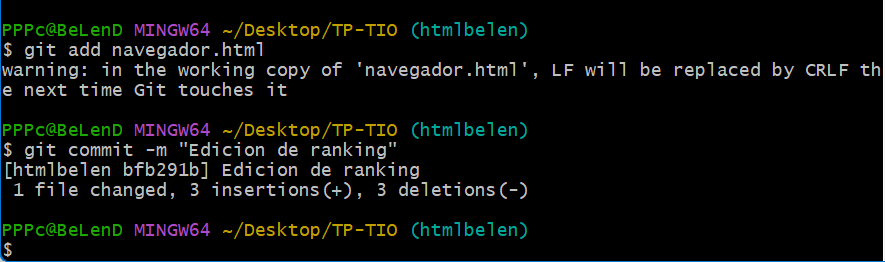 PPPc@BeLenD MINGW64 ~/Desktop/TP-TIO (htmlbelen)
$ git add navegador.html
warning: in the working copy of 'navegador.html', LF will be replaced by CRLF th
e next time Git touches it
PPPc@BeLenD MINGW64 ~/Desktop/TP-TIO (htmlbelen)
$ git commit -m "Edicion de ranking"
[htmlbelen bfb291b] Edicion de ranking
 1 file changed, 3 insertions(+), 3 deletions(-)
PPPc@BeLenD MINGW64 ~/Desktop/TP-TIO (htmlbelen)
$